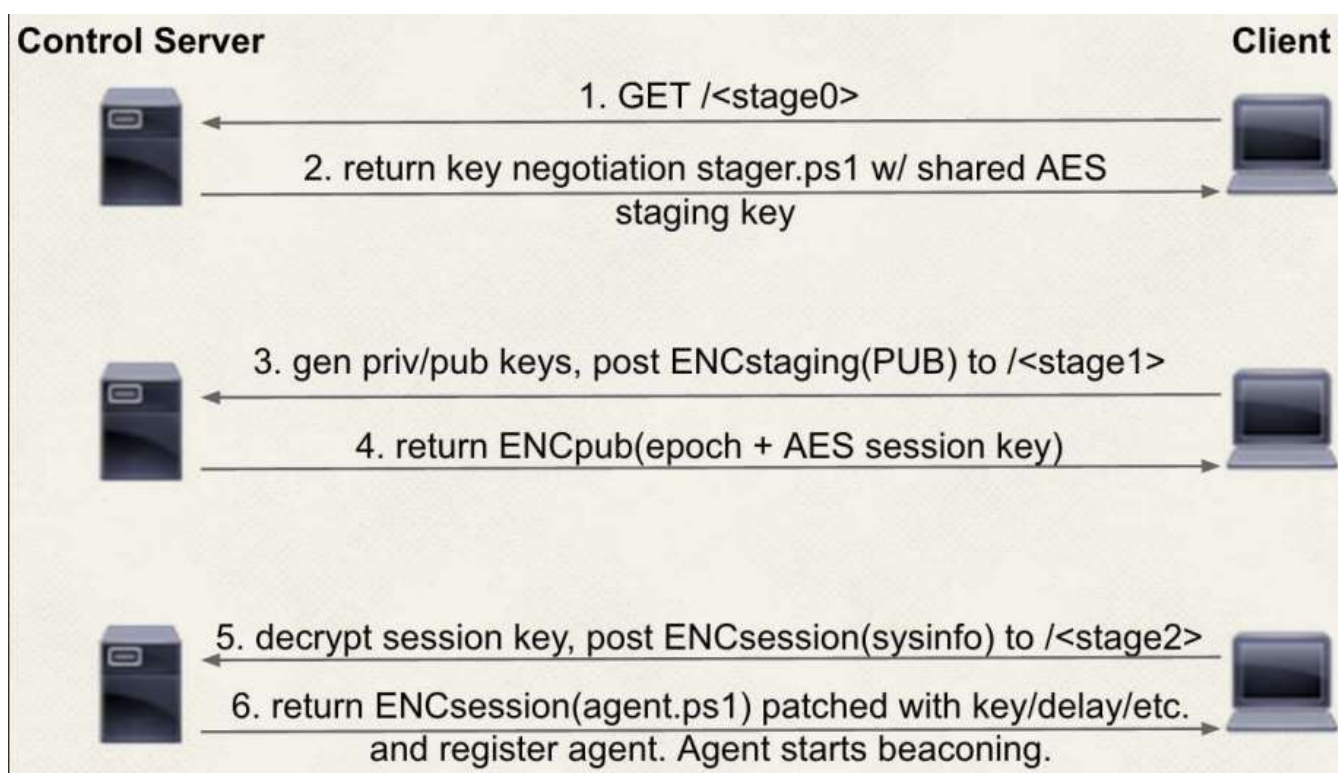 Control Server
Client
1. GET /<stage0>
2. return key negotiation stager.ps1 w/ shared AES
staging key
3. gen priv/pub keys, post ENCstaging(PUB) to /<stage1>
4. return ENCpub(epoch + AES session key)
5. decrypt session key, post ENCsession(sysinfo) to /<stage2>
6. return ENCsession(agent.ps1) patched with key/delay/etc.
and register agent. Agent starts beaconing.